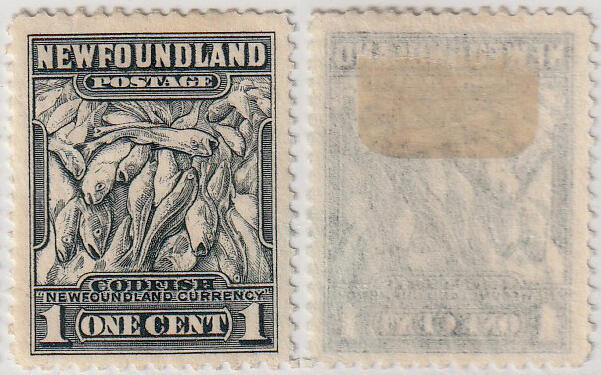 NEWFOUNDLAND
POSTAGE
CODFISH
"NEWFOUNDLAND CURRENCY"
1 ONE CENT 1